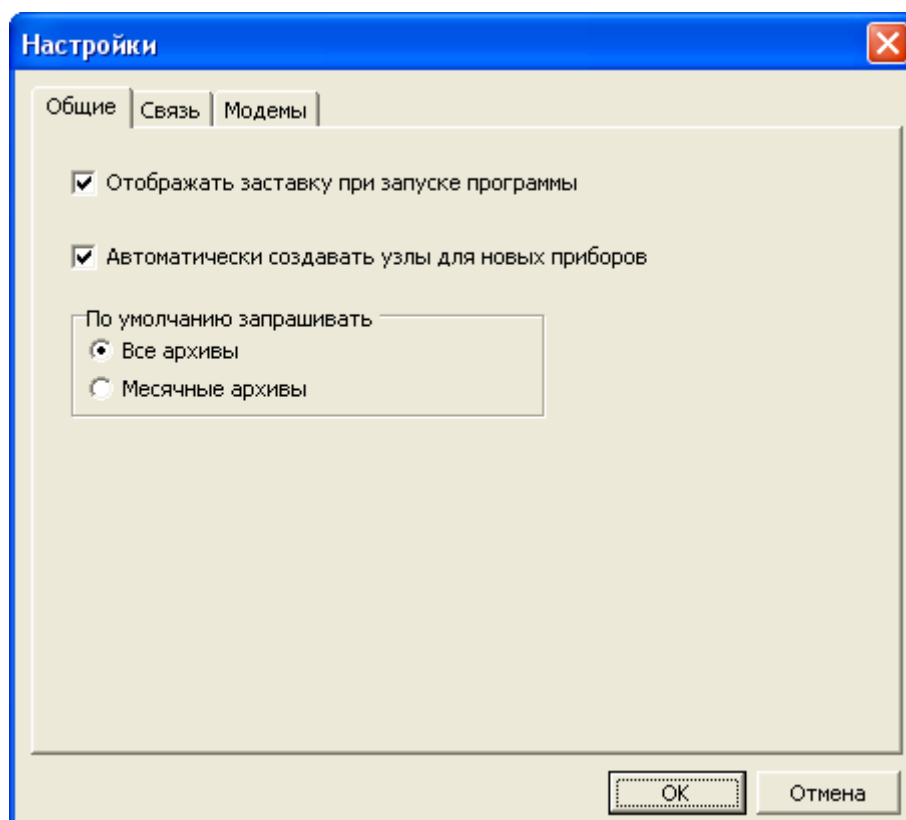 Настройки
Общие
Связь
Модемы
Отображать заставку при запуске программы
Автоматически создавать узлы для новых приборов
По умолчанию запрашивать
Все архивы
Месячные архивы
OK
Отмена